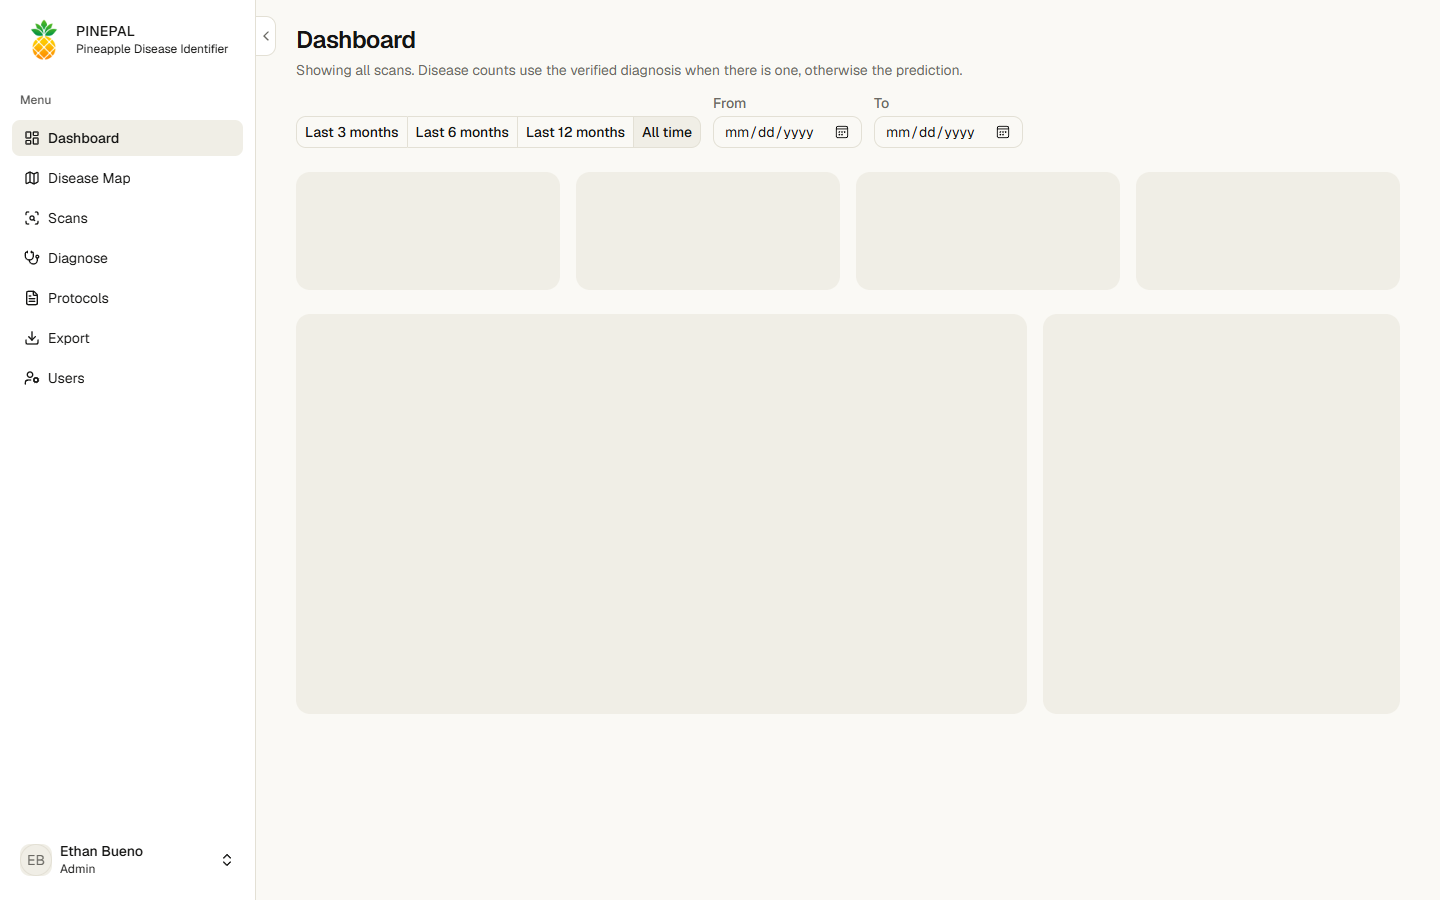 PINEPAL
Pineapple Disease Identifier
Menu
Dashboard
Disease Map
Scans
Diagnose
Protocols
Export
Users
EB
Ethan Bueno
Admin
Dashboard
Showing all scans. Disease counts use the verified diagnosis when there is one, otherwise the prediction.
From To
Last 3 months Last 6 months Last 12 months All time mm/dd/yyyy mm/dd/yyyy